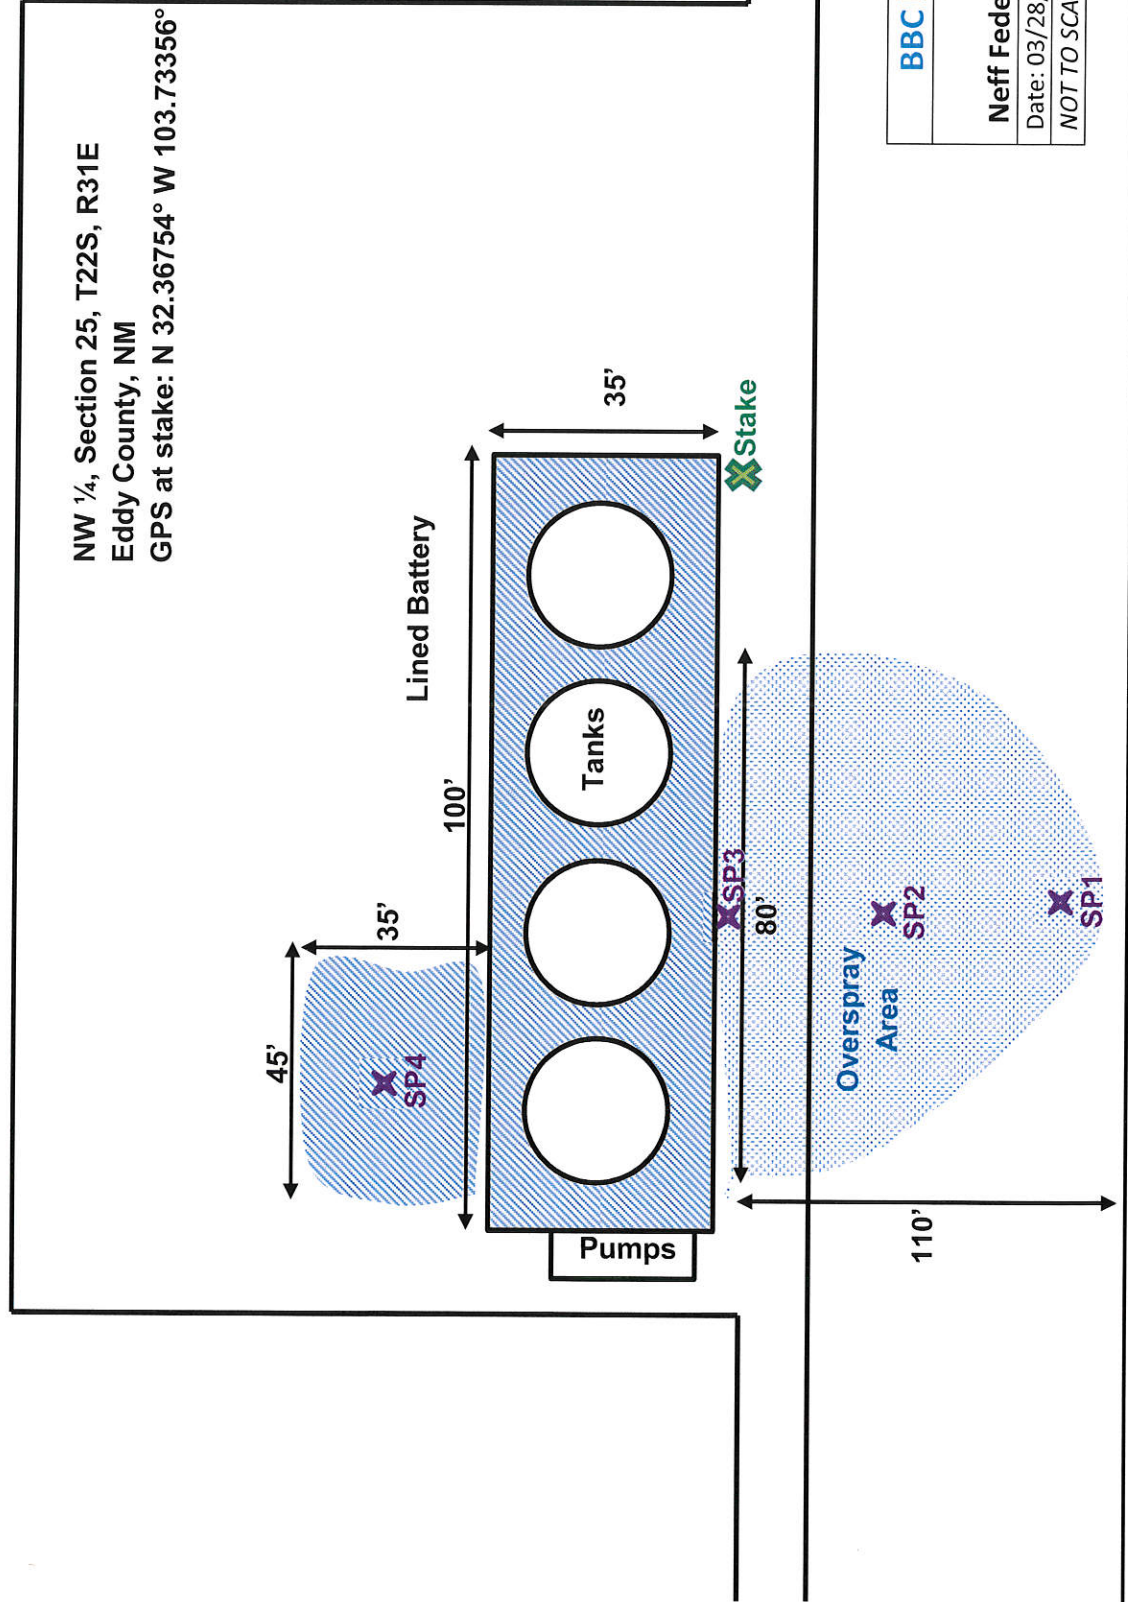 NW ¼, Section 25, T22S, R31E
Eddy County, NM
GPS at stake: N 32.36754° W 103.73356°
45’
35’
SP4
Lined Battery
100’
35’
Tanks
Pumps
Stake
SP3
80’
SP2
Overspray
Area
SP1
110’
BBC
Neff
Date: 03/28/
NOT TO